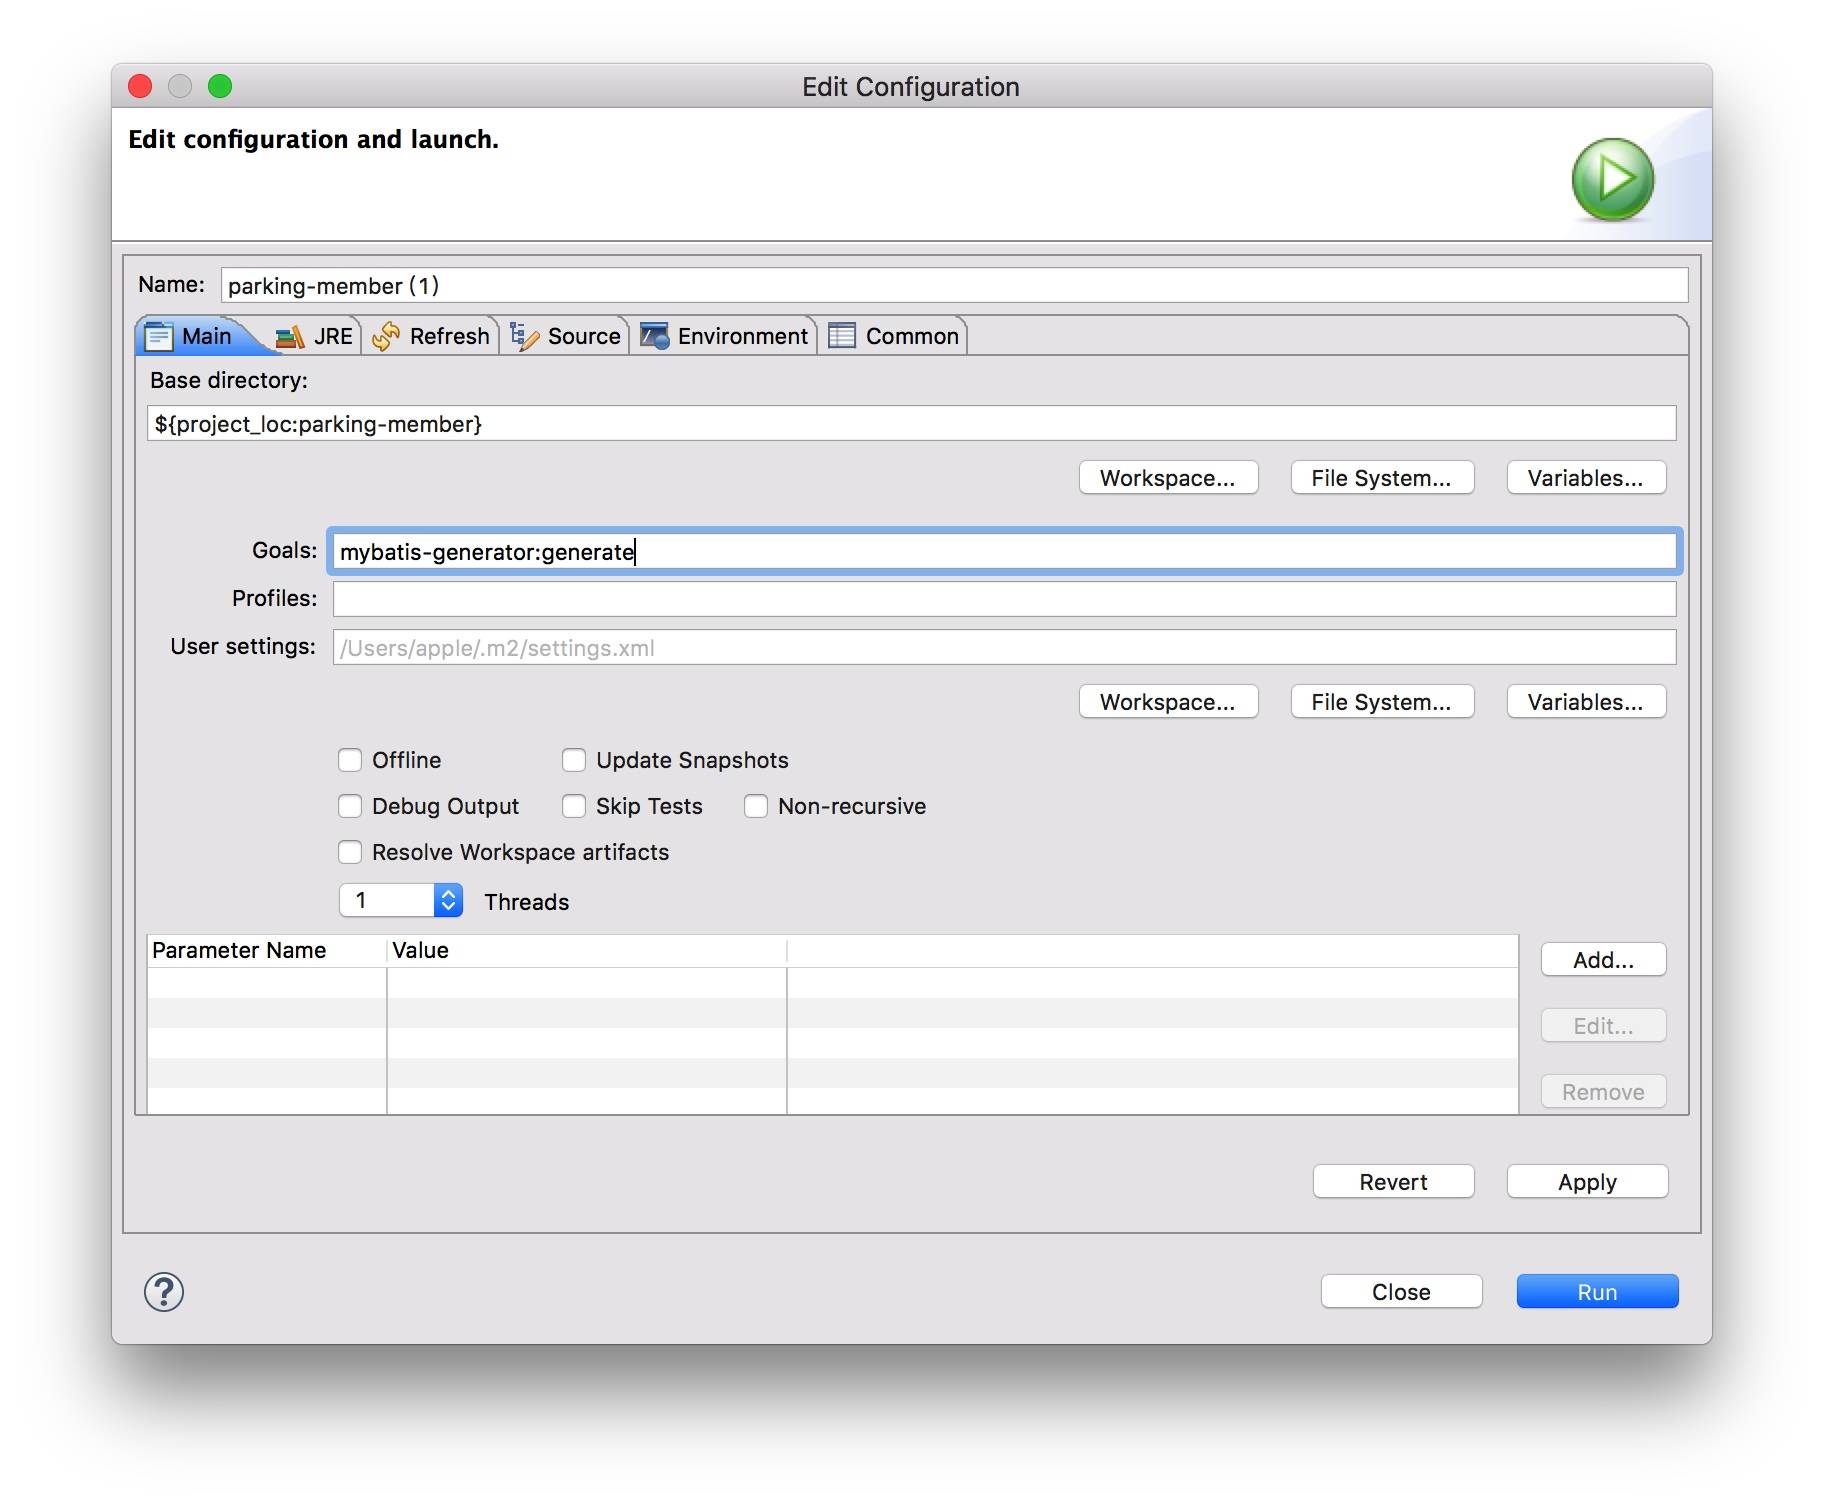 Edit Configuration
Edit configuration and launch.
Name: parking-member (1)
Main JRE Refresh Source Environment Common
Base directory:
${project_loc:parking-member}
Workspace... File System... Variables...
Goals: mybatis-generator:generate
Profiles:
User settings: /Users/apple/.m2/settings.xml
Workspace... File System... Variables...
Offline Update Snapshots
Debug Output Skip Tests Non-recursive
Resolve Workspace artifacts
1 Threads
Parameter Name Value
Add...
Edit...
Remove
Revert Apply
? Close Run